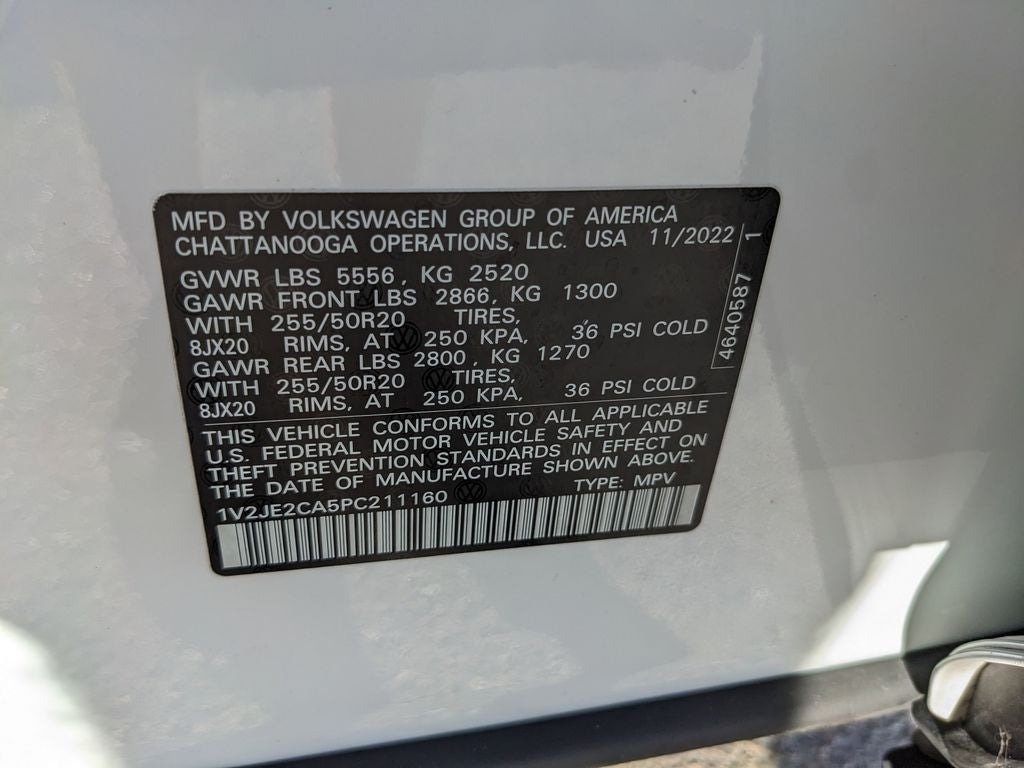 MFD BY VOLKSWAGEN GROUP OF AMERICA
CHATTANOOGA OPERATIONS, LLC. USA 11/2022
GVWR LBS 5556, KG 2520
GAWR FRONT LBS 2866, KG 1300
WITH 255/50R20 TIRES,
8JX20 RIMS, AT 250 KPA, 36 PSI COLD
GAWR REAR LBS 2800, KG 1270
WITH 255/50R20 TIRES,
8JX20 RIMS, AT 250 KPA, 36 PSI COLD
THIS VEHICLE CONFORMS TO ALL APPLICABLE
U.S. FEDERAL MOTOR VEHICLE SAFETY AND
THEFT PREVENTION STANDARDS IN EFFECT ON
THE DATE OF MANUFACTURE SHOWN ABOVE.
1V2JE2CA5PC211160 TYPE: MPV
4640587 1